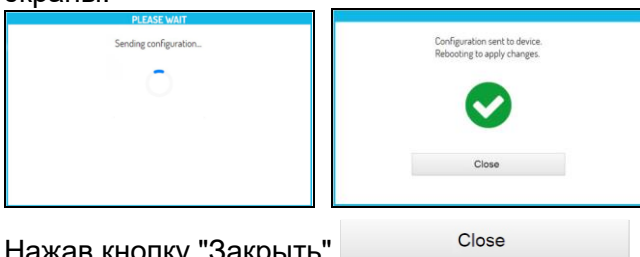 экраны.
PLEASE WAIT
Sending configuration...
Configuration sent to device.
Rebooting to apply changes.
Close
Нажав кнопку "Закрыть" Close